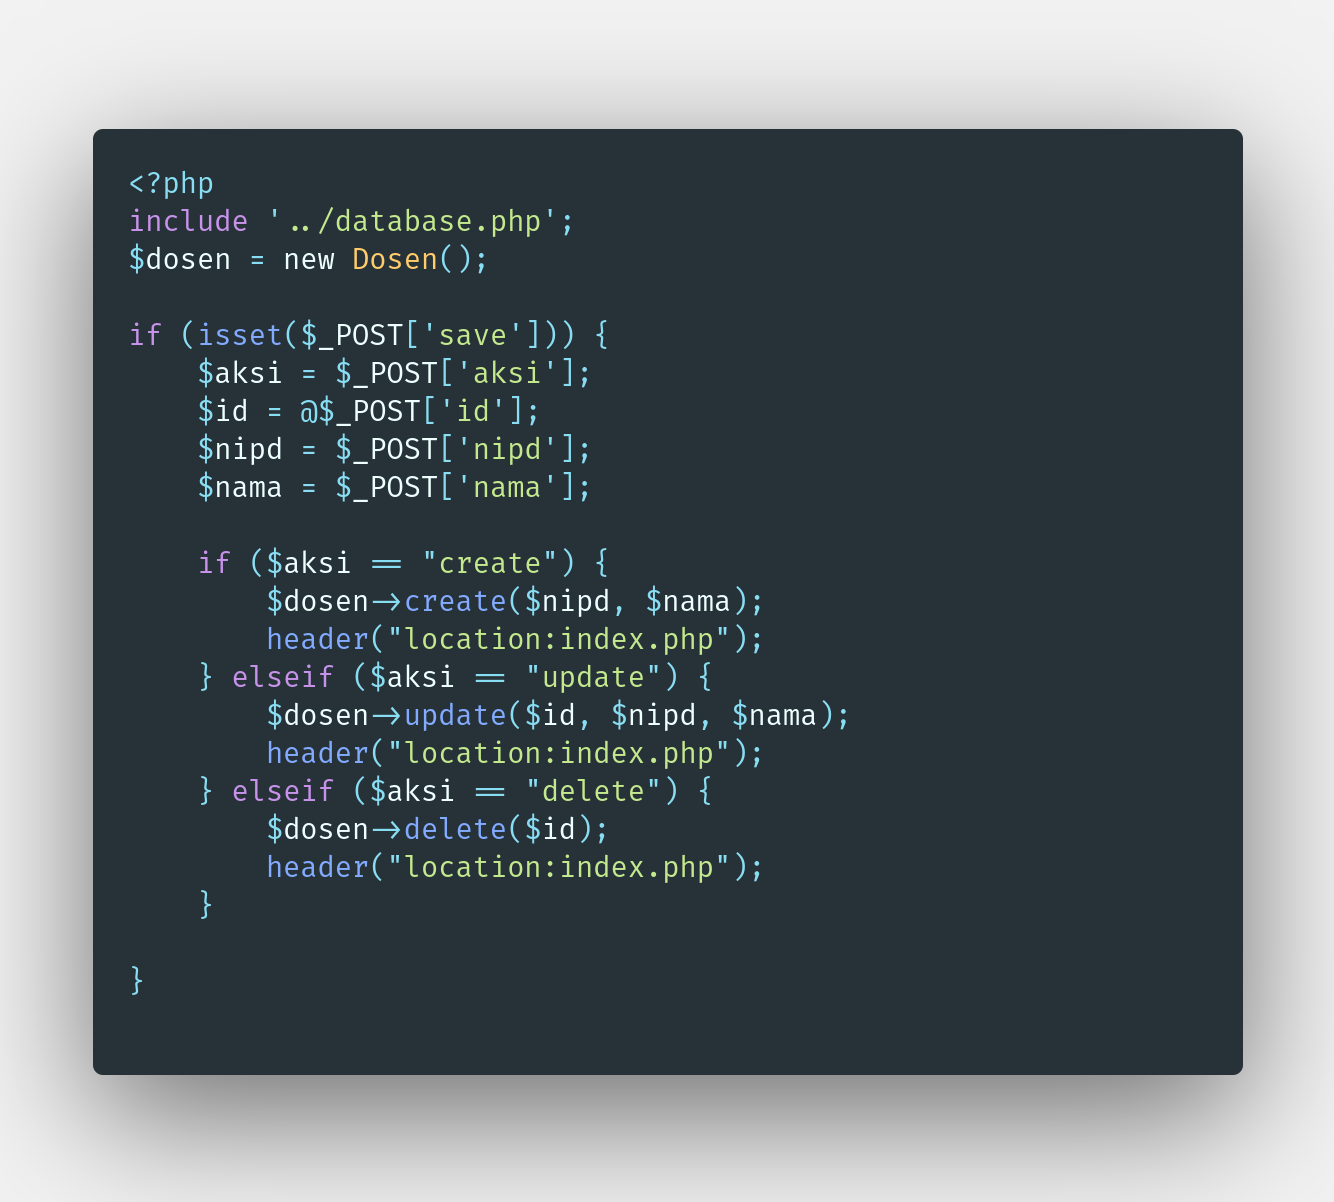 <?php
include '../database.php';
$dosen = new Dosen();
if (isset($_POST['save'])) {
$aksi = $_POST['aksi'];
$id = @$_POST['id'];
$nipd = $_POST['nipd'];
$nama = $_POST['nama'];
if ($aksi == "create") {
$dosen->create($nipd, $nama);
header("location:index.php");
} elseif ($aksi == "update") {
$dosen->update($id, $nipd, $nama);
header("location:index.php");
} elseif ($aksi == "delete") {
$dosen->delete($id);
header("location:index.php");
}
}